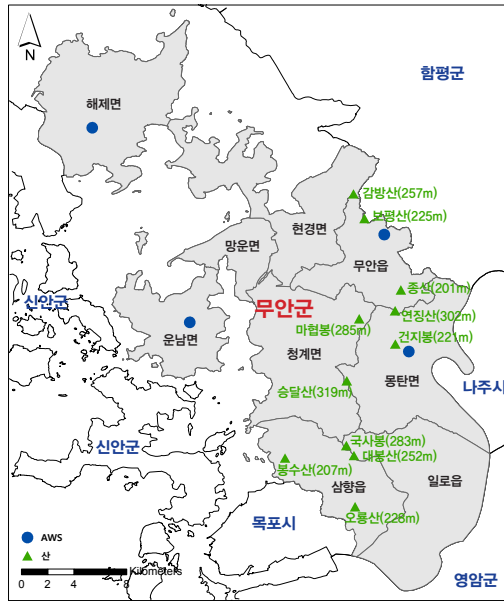 N
함평군
해제면
감방산(257m)
보평산(225m)
현경면
망운면
무안읍
종산(201m)
신안군
무안군
연징산(302m)
마협봉(285m)
건지봉(221m)
운남면
청계면
몽탄면
승달산(319m)
나주시
신안군
국사봉(283m)
대봉산(252m)
봉수산(207m)
삼향읍
일로읍
오룡산(228m)
목포시
AWS
산
Kilometers
0 2 4 8
영암군